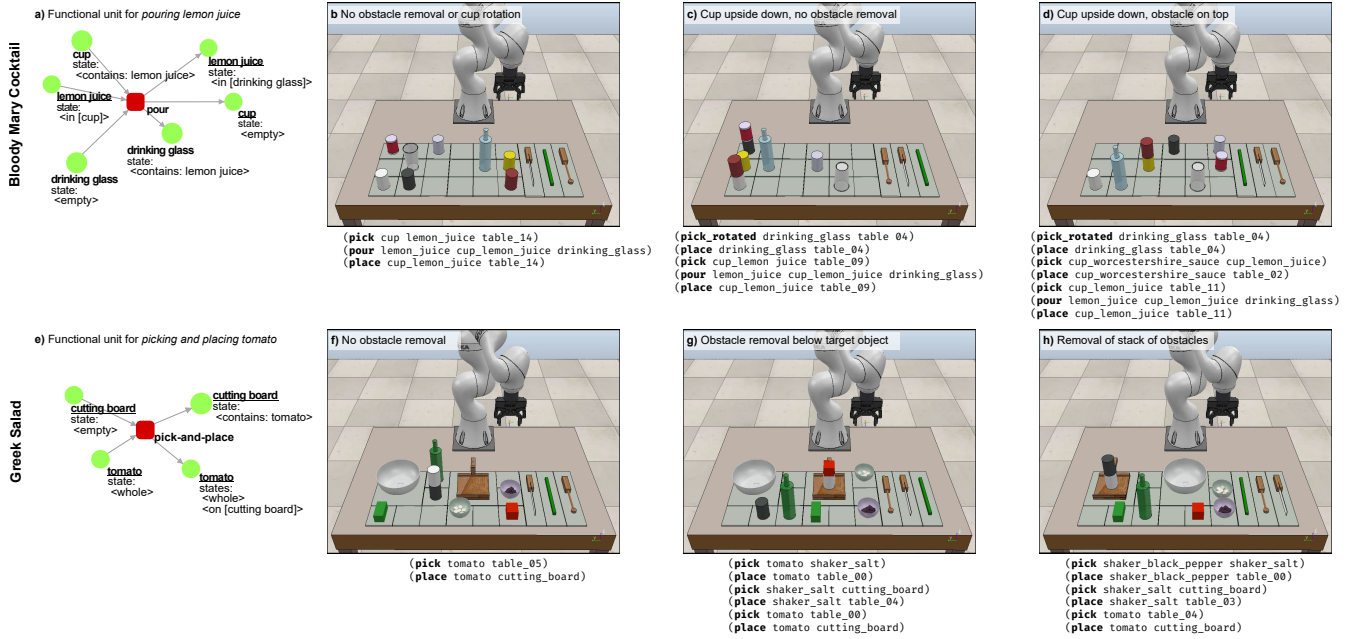 Bloody Mary Cocktail
a) Functional unit for pouring lemon juice
cup
state:
<contains: lemon juice>
lemon juice
state:
<in [drinking glass]>
lemon juice
state:
<in [cup]>
pour
cup
state:
<empty>
drinking glass
state:
<contains: lemon juice>
drinking glass
state:
<empty>
b) No obstacle removal or cup rotation
(pick cup lemon_juice table_14)
(pour lemon_juice cup_lemon_juice drinking_glass)
(place cup_lemon_juice table_14)
c) Cup upside down, no obstacle removal
(pick_rotated drinking_glass table 04)
(place drinking_glass table_04)
(pick cup_lemon juice table_09)
(pour lemon_juice cup_lemon_juice drinking_glass)
(place cup_lemon_juice table_09)
d) Cup upside down, obstacle on top
(pick_rotated drinking_glass table_04)
(place drinking_glass table_04)
(pick cup_worcestershire_sauce cup_lemon_juice)
(place cup_worcestershire_sauce table_02)
(pick cup_lemon_juice table_11)
(pour lemon_juice cup_lemon_juice drinking_glass)
(place cup_lemon_juice table_11)
Greek Salad
e) Functional unit for picking and placing tomato
cutting board
state:
<empty>
cutting board
state:
<contains: tomato>
pick-and-place
tomato
state:
<whole>
tomato
states:
<whole>
<on [cutting board]>
f) No obstacle removal
(pick tomato table_05)
(place tomato cutting_board)
g) Obstacle removal below target object
(pick tomato shaker_salt)
(place tomato table_00)
(pick shaker_salt cutting_board)
(place shaker_salt table_04)
(pick tomato table_00)
(place tomato cutting_board)
h) Removal of stack of obstacles
(pick shaker_black_pepper shaker_salt)
(place shaker_black_pepper table_00)
(pick shaker_salt cutting_board)
(place shaker_salt table_03)
(pick tomato table_04)
(place tomato cutting_board)